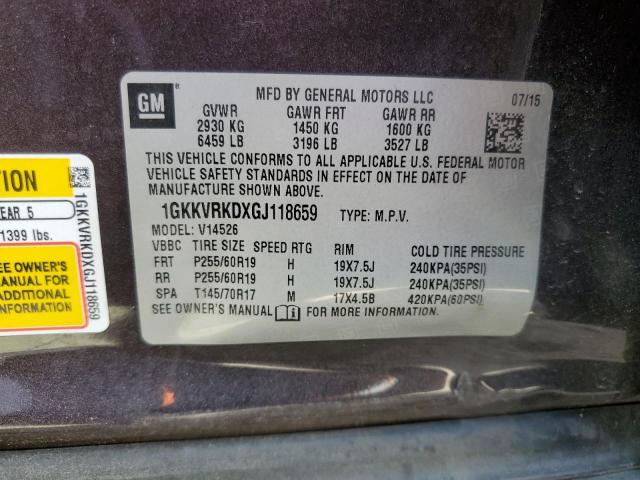 GM
MFD BY GENERAL MOTORS LLC 07/15
GVWR GAWR FRT GAWR RR
2930 KG 1450 KG 1600 KG
6459 LB 3196 LB 3527 LB
THIS VEHICLE CONFORMS TO ALL APPLICABLE U.S. FEDERAL MOTOR
VEHICLE SAFETY STANDARDS IN EFFECT ON THE DATE OF
MANUFACTURE SHOWN ABOVE.
1GKKVRKDXGJ118659 TYPE: M.P.V.
MODEL: V14526
VBBC TIRE SIZE SPEED RTG RIM COLD TIRE PRESSURE
FRT P255/60R19 H 19X7.5J 240KPA(35PSI)
RR P255/60R19 H 19X7.5J 240KPA(35PSI)
SPA T145/70R17 M 17X4.5B 420KPA(60PSI)
SEE OWNER'S MANUAL FOR MORE INFORMATION.
TION
EAR 5
1399 lbs.
EE OWNER'S
MANUAL FOR
ADDITIONAL
INFORMATION
1GKKVRKDXGJ118659